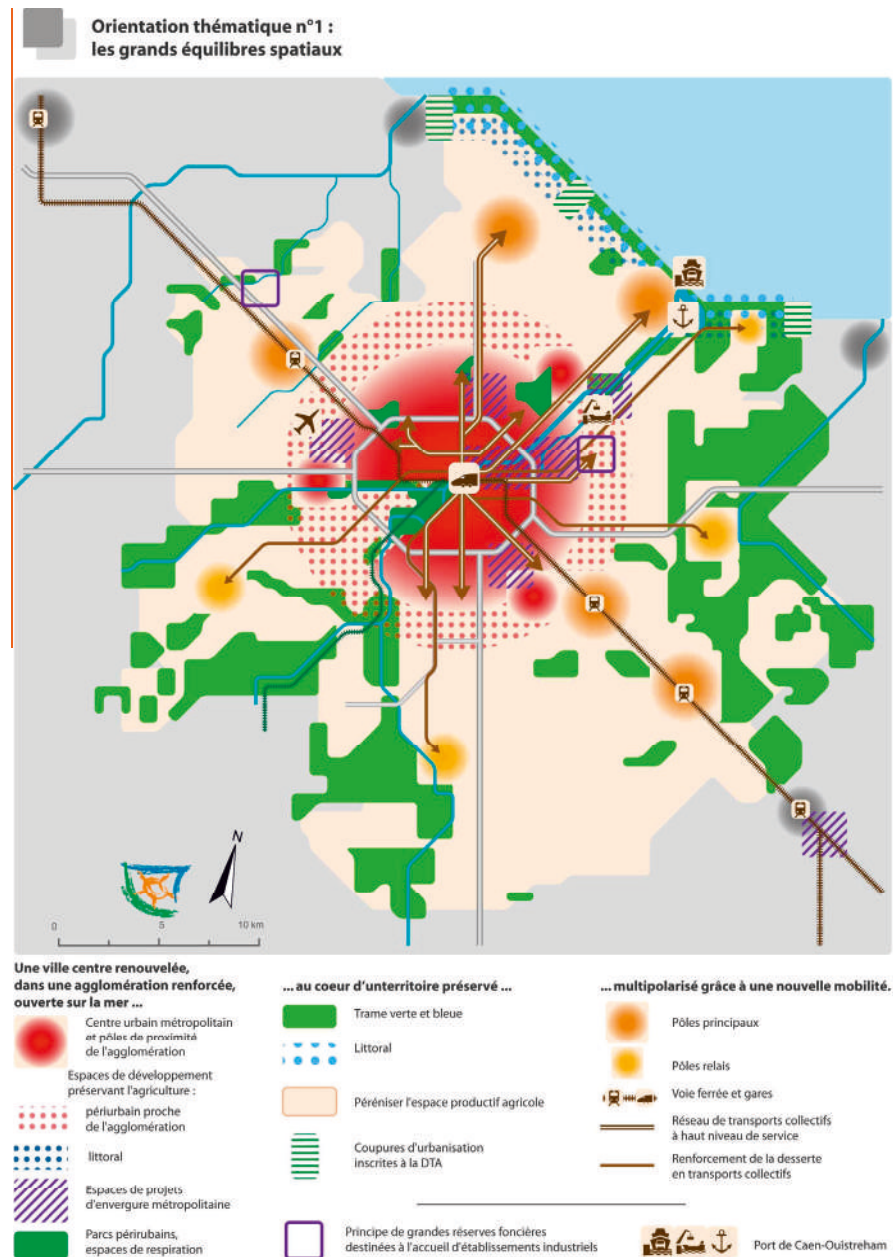 Orientation thématique n°1 :
les grands équilibres spatiaux
N
0 5 10 km
Une ville centre renouvelée,
dans une agglomération renforcée,
ouverte sur la mer ...
Centre urbain métropolitain
et pôles de proximité
de l'agglomération
Espaces de développement
préservant l'agriculture :
périurbain proche
de l'agglomération
littoral
Espaces de projets
d'envergure métropolitaine
Parcs périrubains,
espaces de respiration
... au coeur d'unterritoire préservé ...
Trame verte et bleue
Littoral
Péréniser l'espace productif agricole
Coupures d'urbanisation
inscrites à la DTA
Principe de grandes réserves foncières
destinées à l'accueil d'établissements industriels
... multipolarisé grâce à une nouvelle mobilité.
Pôles principaux
Pôles relais
Voie ferrée et gares
Réseau de transports collectifs
à haut niveau de service
Renforcement de la desserte
en transports collectifs
Port de Caen-Ouistreham